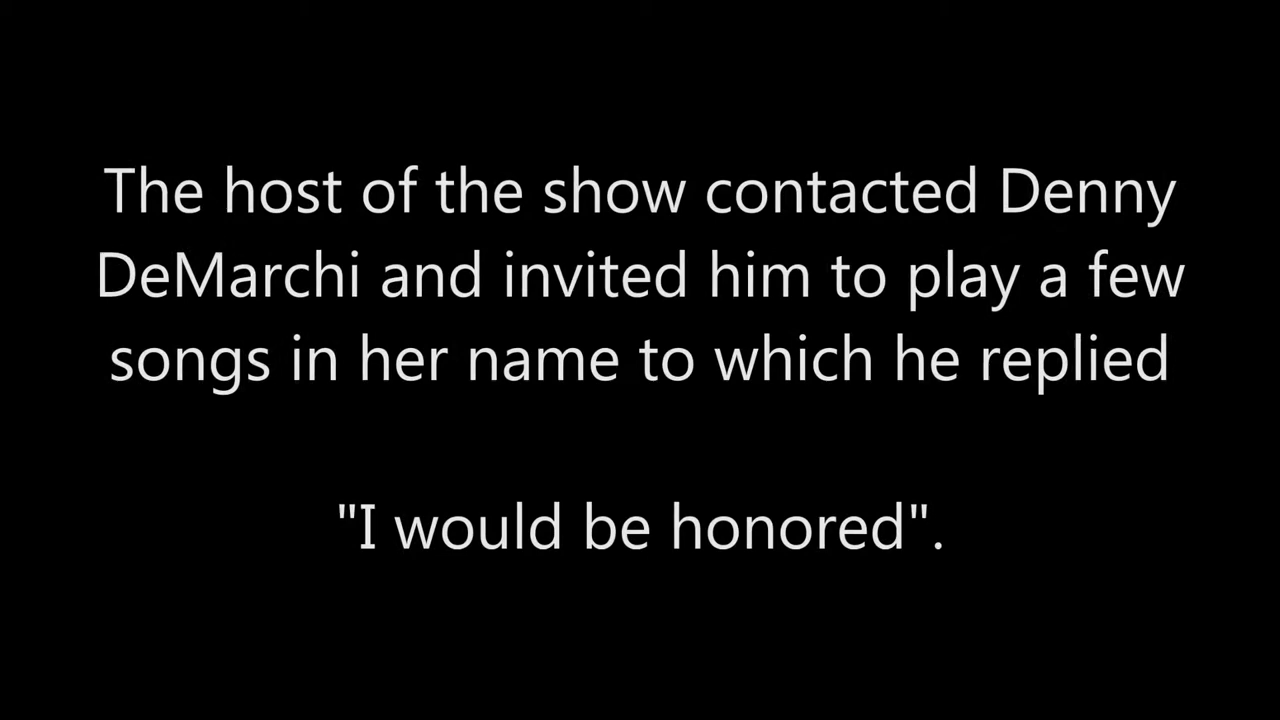 The host of the show contacted Denny
DeMarchi and invited him to play a few
songs in her name to which he replied
"I would be honored".